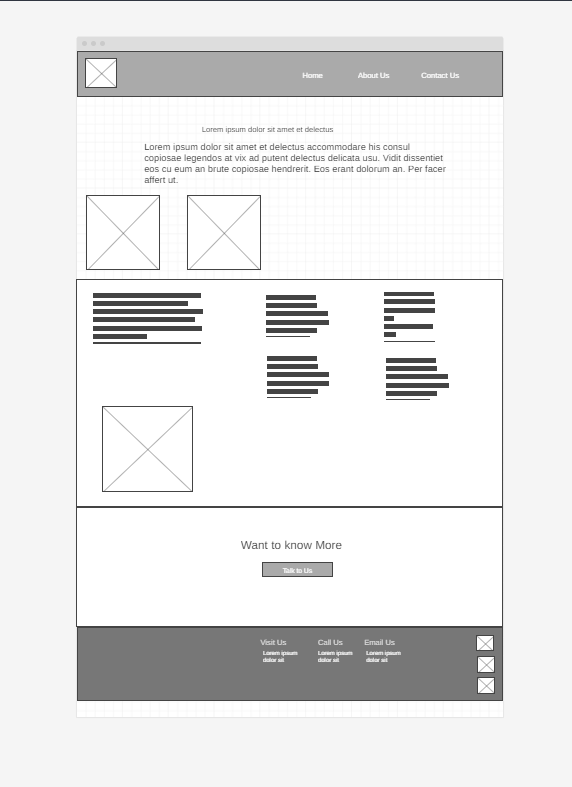 Home About Us Contact Us
Lorem ipsum dolor sit amet et delectus
Lorem ipsum dolor sit amet et delectus accommodare his consul
copiosae legendos at vix ad putent delectus delicata usu. Vidit dissentiet
eos cu eum an brute copiosae hendrerit. Eos erant dolorum an. Per facer
affert ut.
Want to know More
Talk to Us
Visit Us Call Us Email Us
Lorem ipsum Lorem ipsum Lorem ipsum
dolor sit dolor sit dolor sit